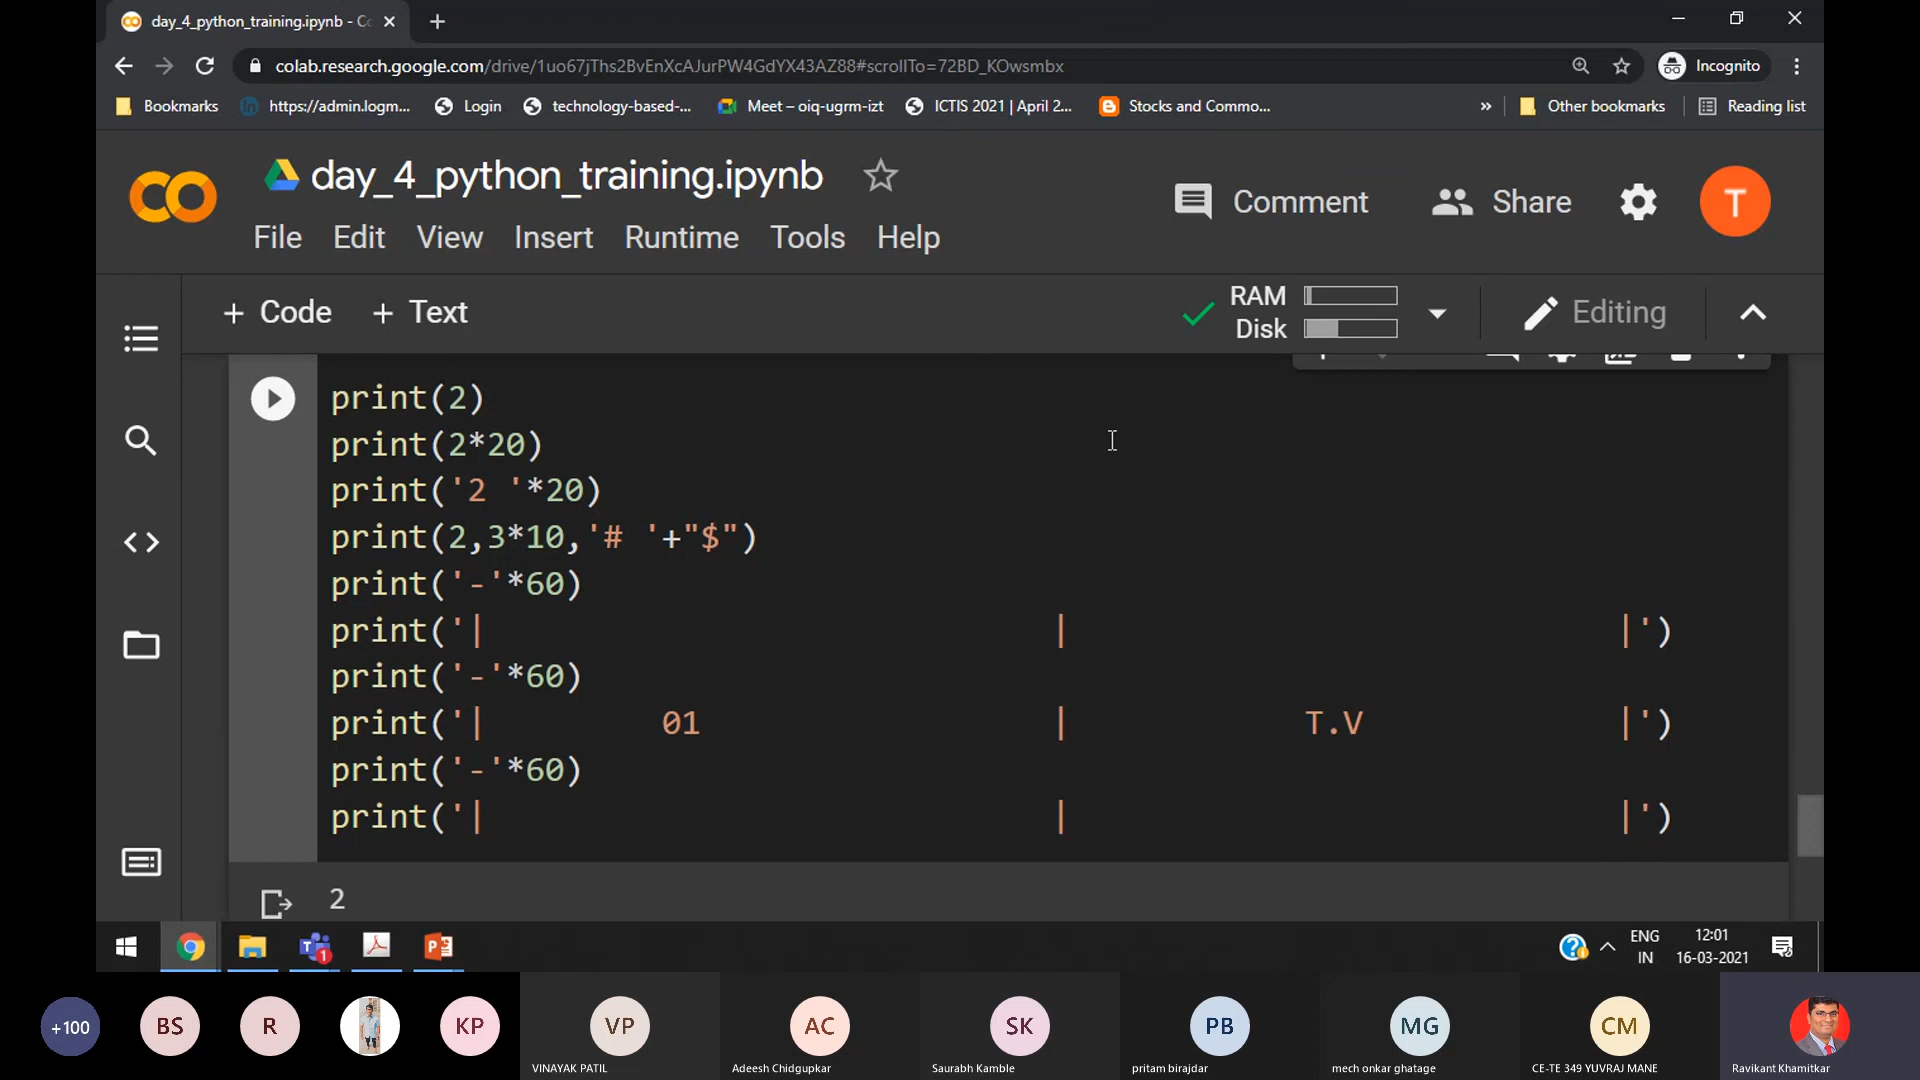 day_4_python_training.ipynb - Co
colab.research.google.com/drive/1uo67jThs2BvEnXcAJurPW4GdYX43AZ88#scrollTo=72BD_KOwsmbx
Incognito
Bookmarks https://admin.logm... Login technology-based-... Meet – oiq-ugrm-izt ICTIS 2021 | April 2... Stocks and Commo... » Other bookmarks Reading list
day_4_python_training.ipynb
Comment Share T
File Edit View Insert Runtime Tools Help
+ Code + Text
RAM
Disk
Editing
print(2)
print(2*20)
print('2 '*20)
print(2,3*10,'# '+"$")
print('-'*60)
print('|                              |                             |')
print('-'*60)
print('|         01                   |            T.V              |')
print('-'*60)
print('|                              |                             |')
2
ENG
IN
12:01
16-03-2021
+100 BS R KP VP AC SK PB MG CM
VINAYAK PATIL Adeesh Chidgupkar Saurabh Kamble pritam birajdar mech onkar ghatage CE-TE 349 YUVRAJ MANE Ravikant Khamitkar